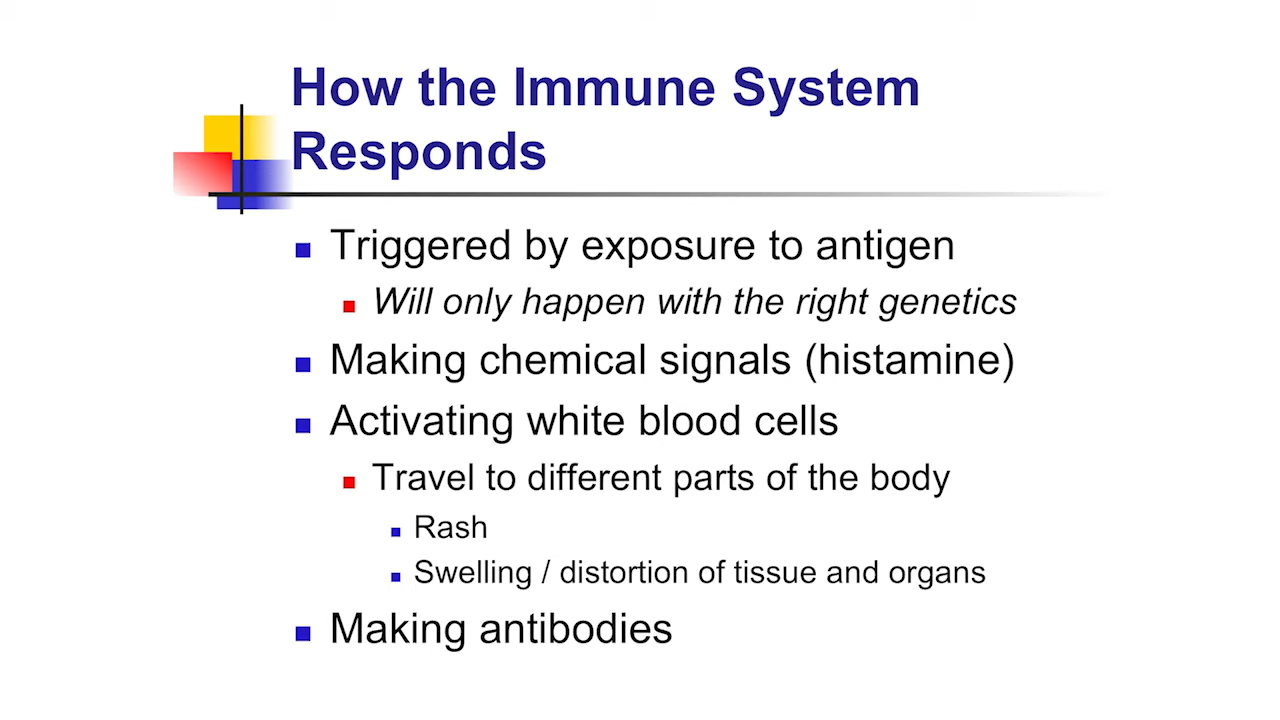 How the Immune System
Responds
Triggered by exposure to antigen
Will only happen with the right genetics
Making chemical signals (histamine)
Activating white blood cells
Travel to different parts of the body
Rash
Swelling / distortion of tissue and organs
Making antibodies